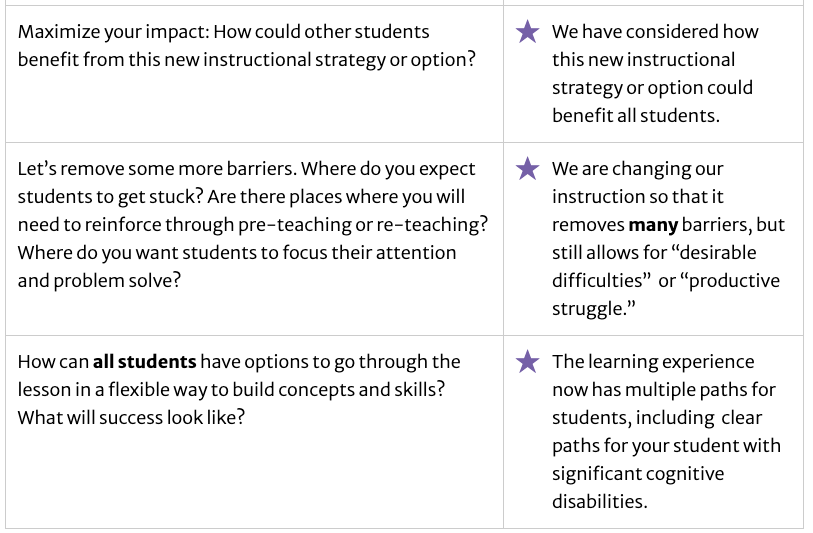 Maximize your impact: How could other students
benefit from this new instructional strategy or option?
We have considered how
this new instructional
strategy or option could
benefit all students.
Let’s remove some more barriers. Where do you expect
students to get stuck? Are there places where you will
need to reinforce through pre-teaching or re-teaching?
Where do you want students to focus their attention
and problem solve?
We are changing our
instruction so that it
removes many barriers, but
still allows for “desirable
difficulties” or “productive
struggle.”
How can all students have options to go through the
lesson in a flexible way to build concepts and skills?
What will success look like?
The learning experience
now has multiple paths for
students, including clear
paths for your student with
significant cognitive
disabilities.